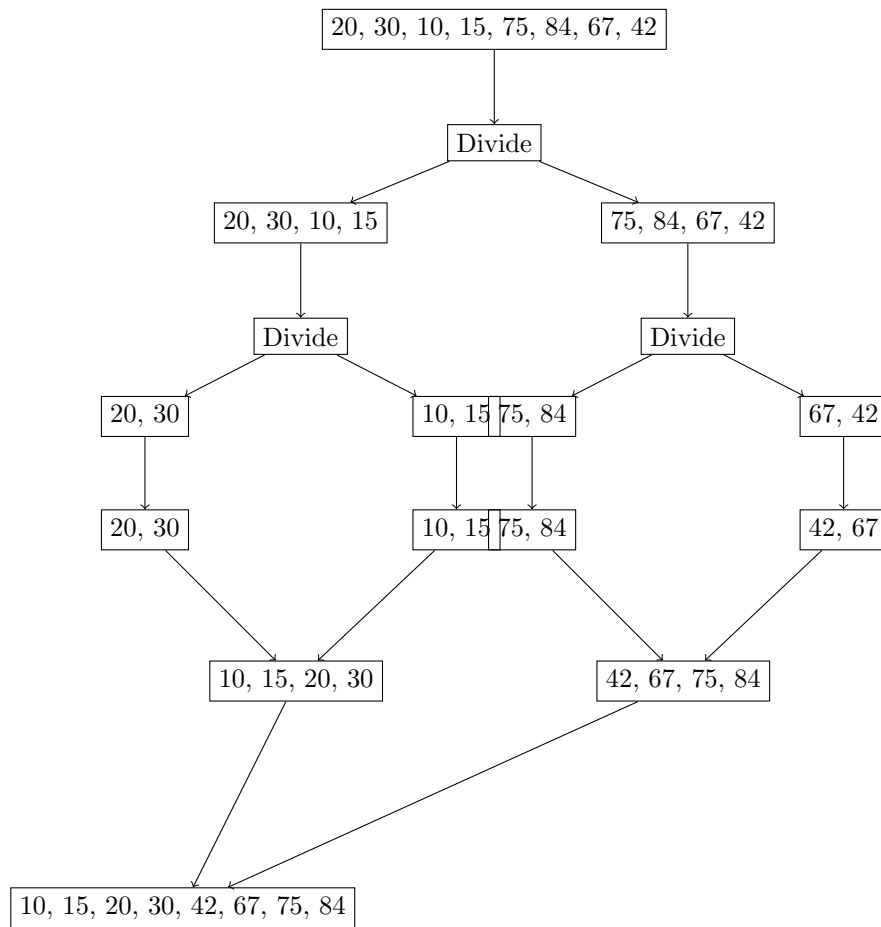 20, 30, 10, 15, 75, 84, 67, 42
Divide
20, 30, 10, 15
75, 84, 67, 42
Divide
Divide
20, 30
10, 15
75, 84
67, 42
20, 30
10, 15
75, 84
42, 67
10, 15, 20, 30
42, 67, 75, 84
10, 15, 20, 30, 42, 67, 75, 84